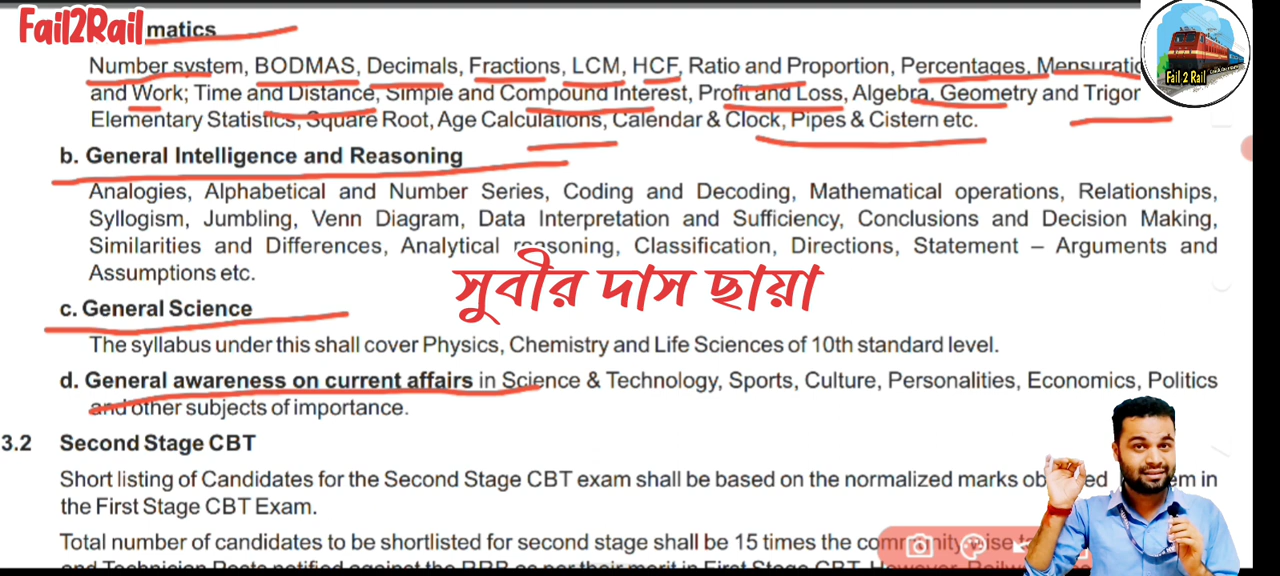 Fail2Rail matics
Number system, BODMAS, Decimals, Fractions, LCM, HCF, Ratio and Proportion, Percentages,
and Work; Time and Distance, Simple and Compound Interest, Profit and Loss, Algebra, Geometry and
Elementary Statistics, Square Root, Age Calculations, Calendar & Clock, Pipes & Cistern etc.
Fail 2 Rail
b. General Intelligence and Reasoning
Analogies, Alphabetical and Number Series, Coding and Decoding, Mathematical operations, Relationships,
Syllogism, Jumbling, Venn Diagram, Data Interpretation and Sufficiency, Conclusions and Decision Making,
Similarities and Differences, Analytical reasoning, Classification, Directions, Statement – Arguments and
Assumptions etc.
সুবীর দাস ছায়া
c. General Science
The syllabus under this shall cover Physics, Chemistry and Life Sciences of 10th standard level.
d. General awareness on current affairs in Science & Technology, Sports, Culture, Personalities, Economics, Politics
and other subjects of importance.
3.2 Second Stage CBT
Short listing of Candidates for the Second Stage CBT exam shall be based on the normalized marks in
the First Stage CBT Exam.
Total number of candidates to be shortlisted for second stage shall be 15 times the